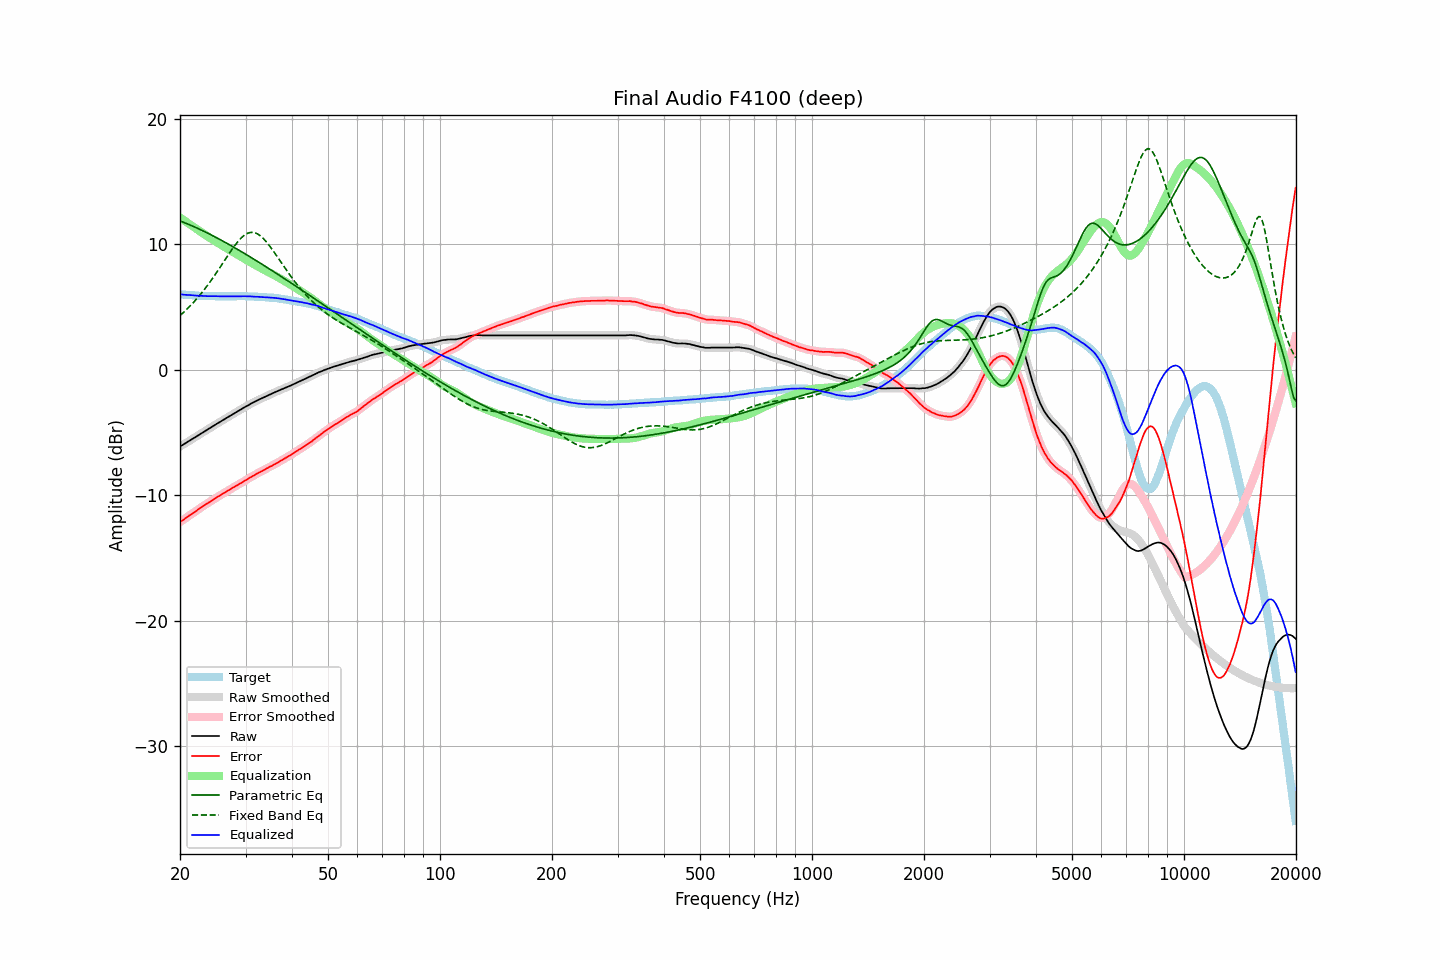 Final Audio F4100 (deep)
20
10
0
−10
−20
−30
Amplitude (dBr)
Target
Raw Smoothed
Error Smoothed
Raw
Error
Equalization
Parametric Eq
Fixed Band Eq
Equalized
20 50 100 200 500 1000 2000 5000 10000 20000
Frequency (Hz)